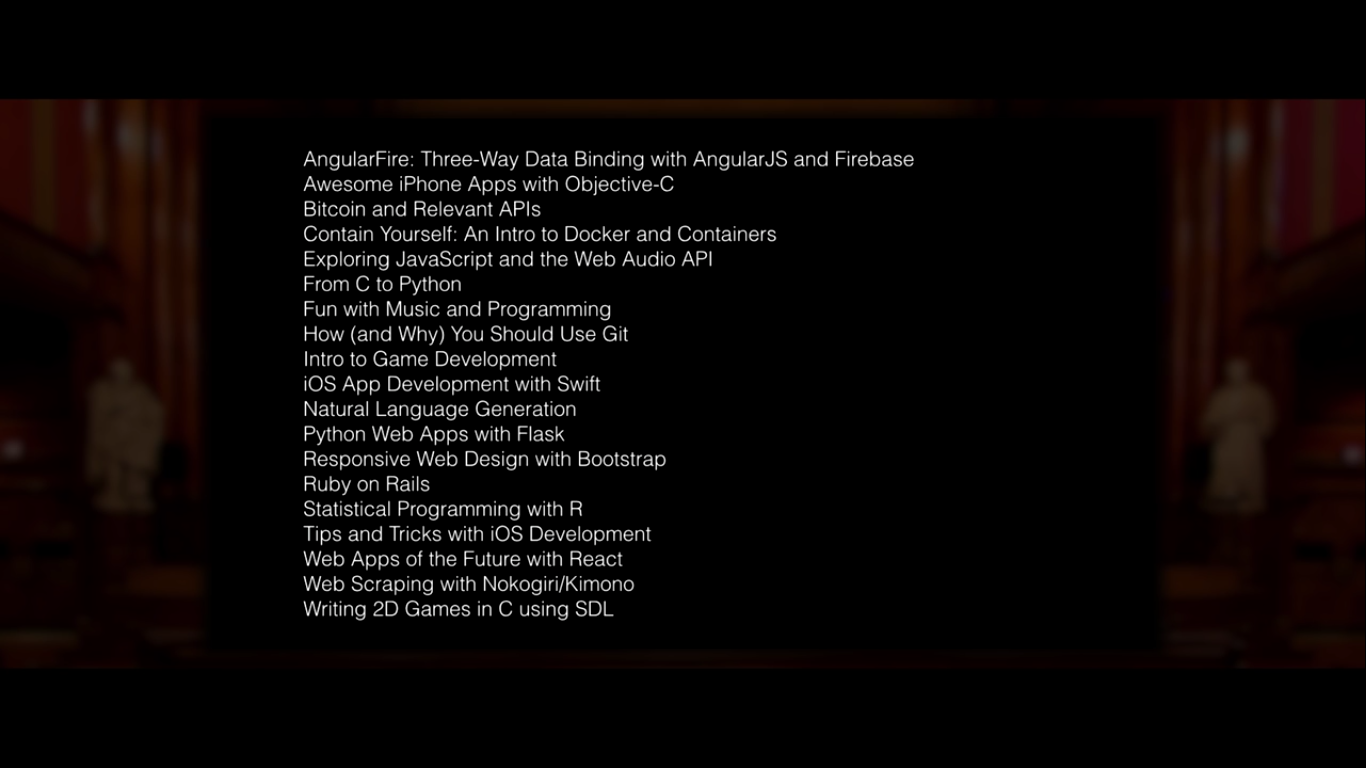 AngularFire: Three-Way Data Binding with AngularJS and Firebase
Awesome iPhone Apps with Objective-C
Bitcoin and Relevant APIs
Contain Yourself: An Intro to Docker and Containers
Exploring JavaScript and the Web Audio API
From C to Python
Fun with Music and Programming
How (and Why) You Should Use Git
Intro to Game Development
iOS App Development with Swift
Natural Language Generation
Python Web Apps with Flask
Responsive Web Design with Bootstrap
Ruby on Rails
Statistical Programming with R
Tips and Tricks with iOS Development
Web Apps of the Future with React
Web Scraping with Nokogiri/Kimono
Writing 2D Games in C using SDL